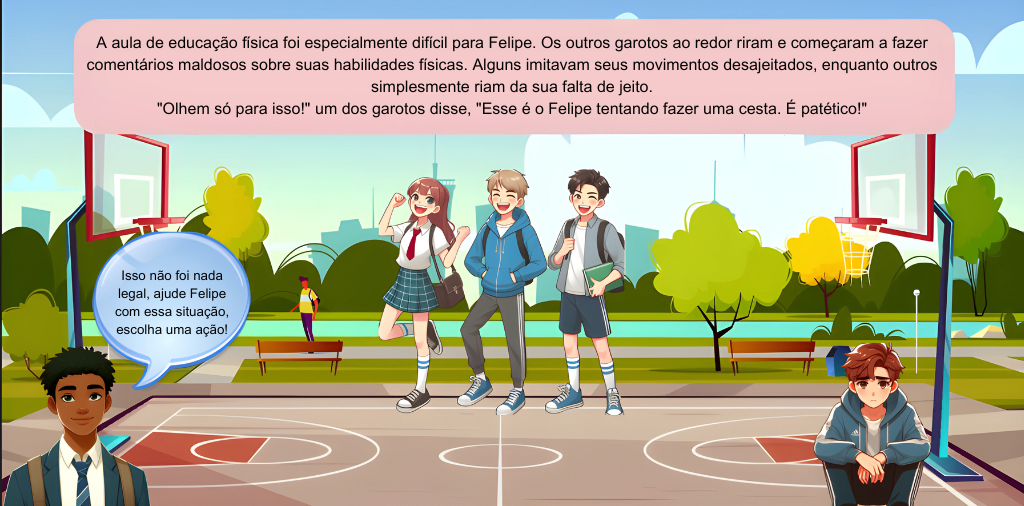 A aula de educação física foi especialmente difícil para Felipe. Os outros garotos ao redor riram e começaram a fazer
comentários maldosos sobre suas habilidades físicas. Alguns imitavam seus movimentos desajeitados, enquanto outros
simplesmente riam da sua falta de jeito.
"Olhem só para isso!" um dos garotos disse, "Esse é o Felipe tentando fazer uma cesta. É patético!"
Isso não foi nada
legal, ajude Felipe
com essa situação,
escolha uma ação!